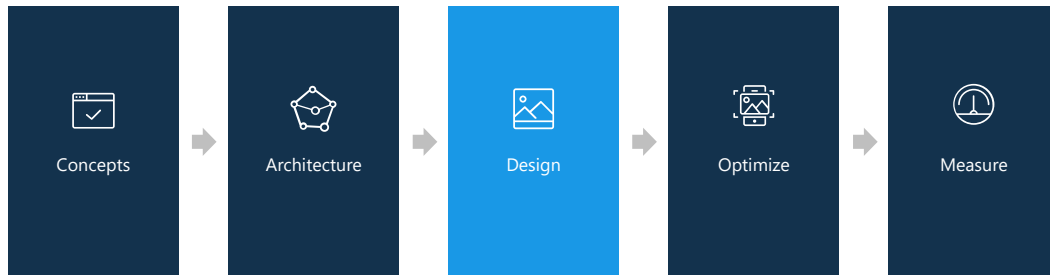 Concepts
Architecture
Design
Optimize
Measure